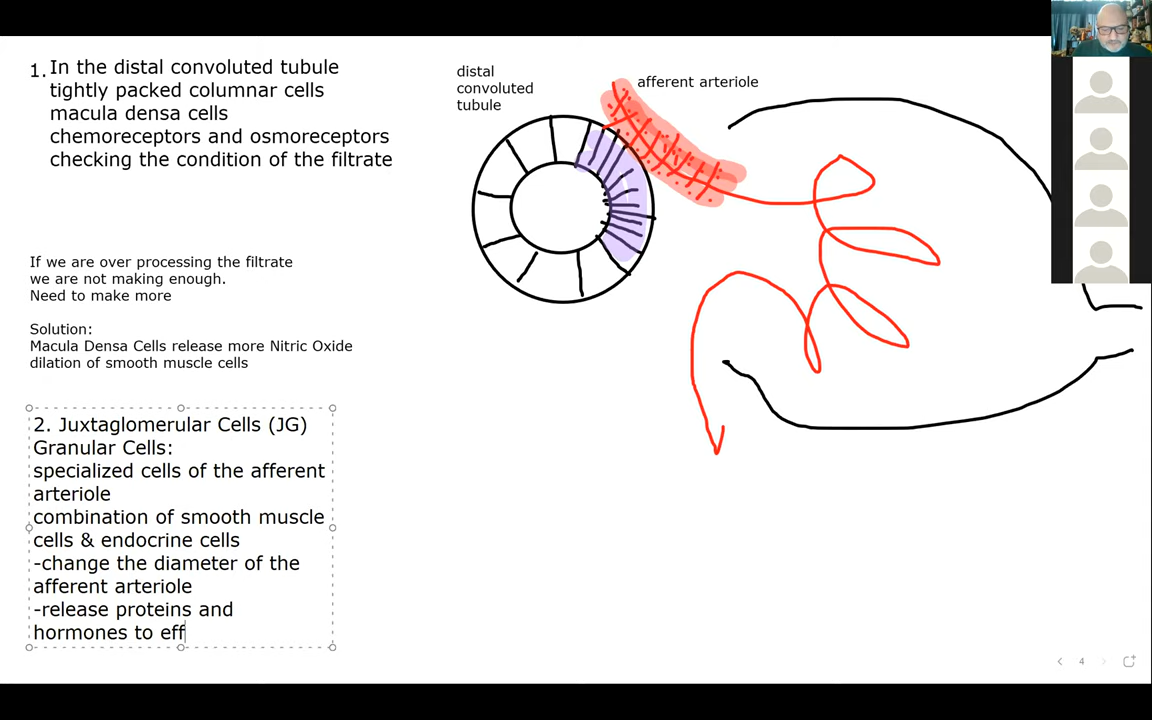 1. In the distal convoluted tubule
tightly packed columnar cells
macula densa cells
chemoreceptors and osmoreceptors
checking the condition of the filtrate
distal
convoluted
tubule
afferent arteriole
If we are over processing the filtrate
we are not making enough.
Need to make more
Solution:
Macula Densa Cells release more Nitric Oxide
dilation of smooth muscle cells
2. Juxtaglomerular Cells (JG)
Granular Cells:
specialized cells of the afferent
arteriole
combination of smooth muscle
cells & endocrine cells
-change the diameter of the
afferent arteriole
-release proteins and
hormones to eff
4